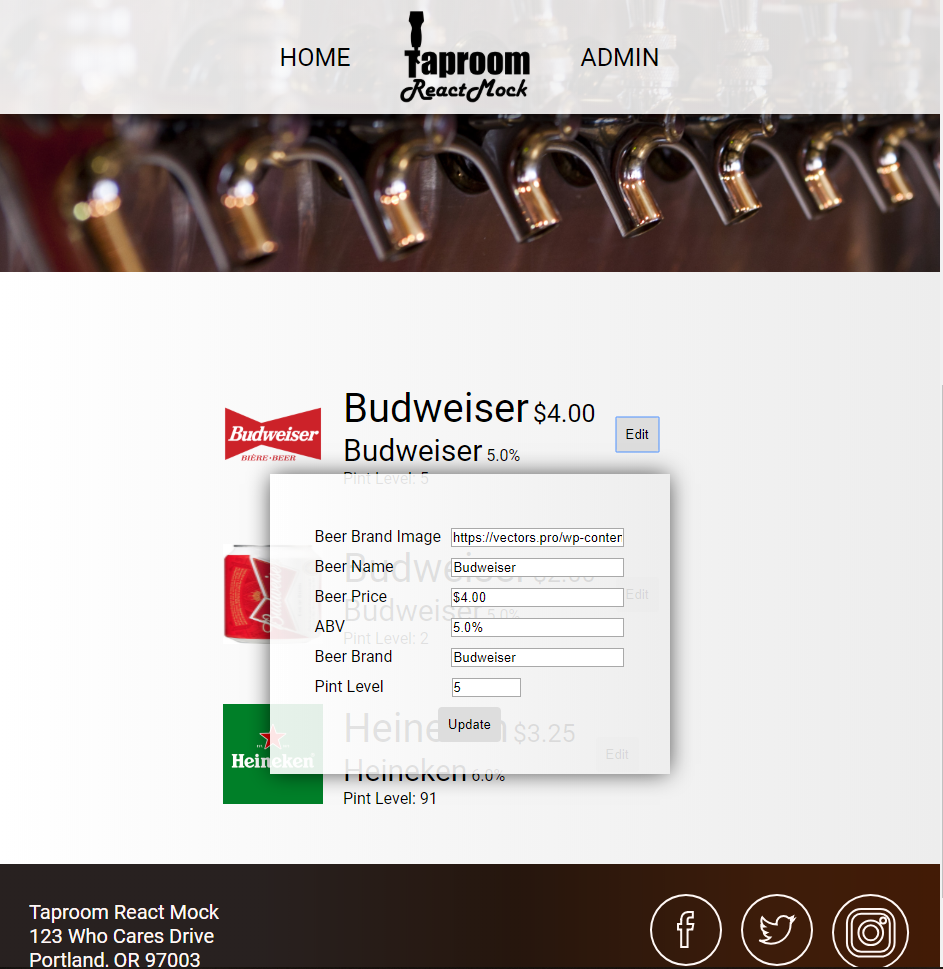 HOME
Taproom
ReactMock
ADMIN
Budweiser
BIÈRE • BEER
Budweiser $4.00
Budweiser 5.0%
Pint Level: 5
Edit
Beer Brand Image https://vectors.pro/wp-conten
Beer Name Budweiser
Beer Price $4.00
ABV 5.0%
Beer Brand Budweiser
Pint Level 5
Update
Budweiser $2.00
Budweiser 5.0%
Pint Level: 2
Edit
Heineken
Heineken $3.25
Heineken 6.0%
Pint Level: 91
Edit
Taproom React Mock
123 Who Cares Drive
Portland, OR 97003